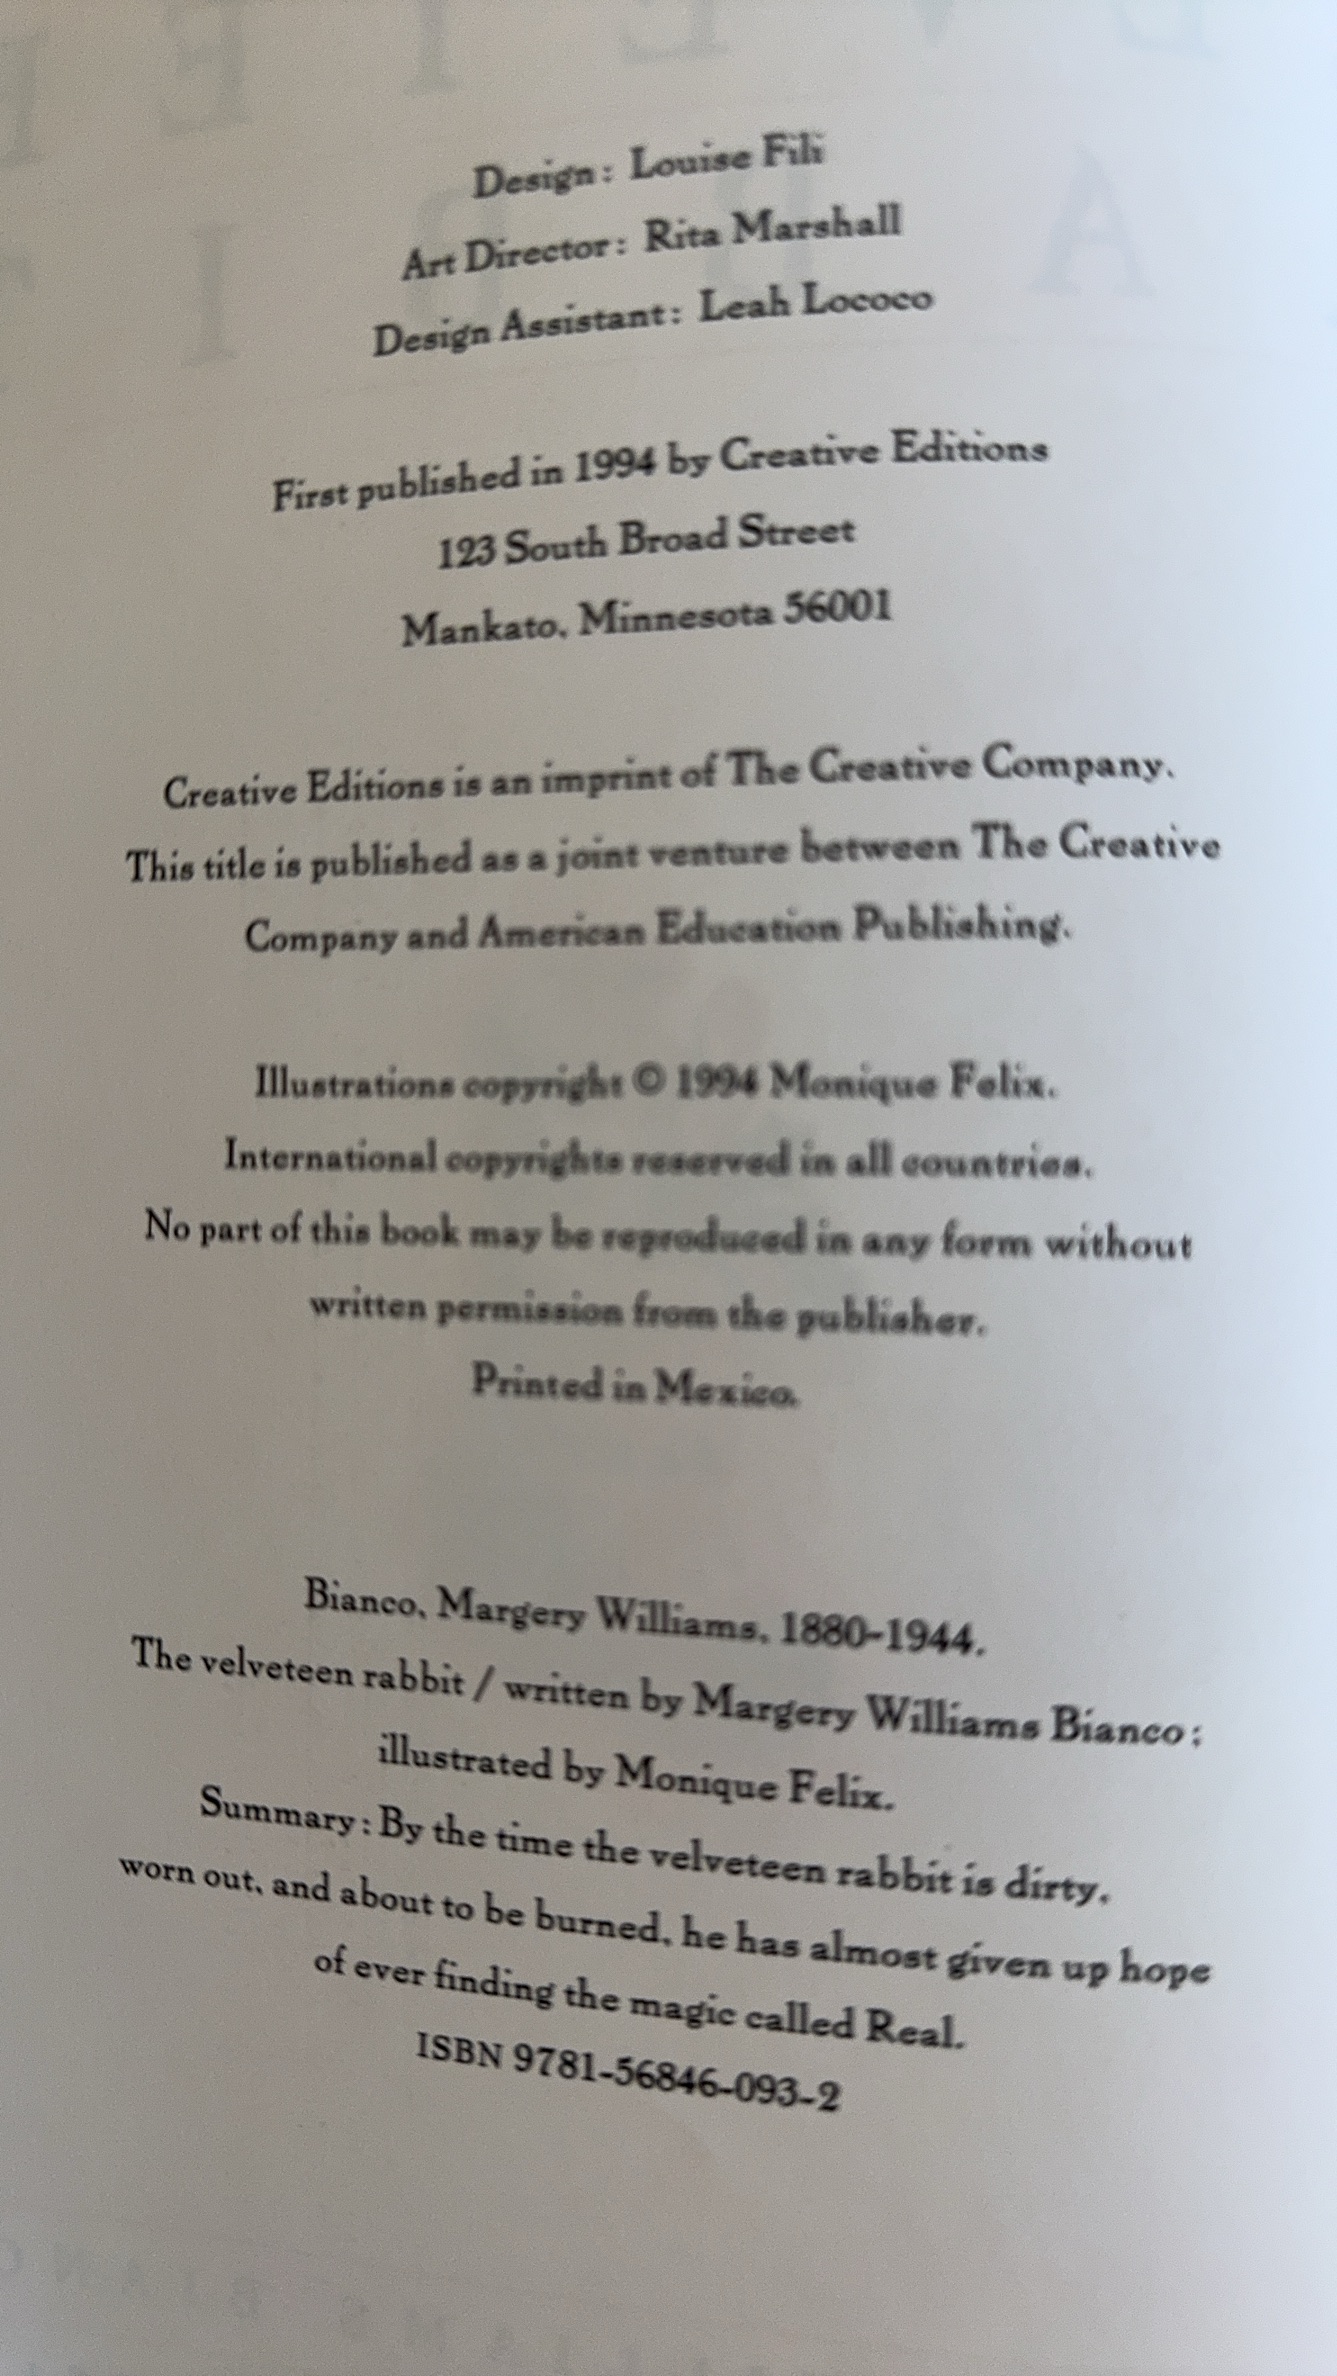 Design: Louise Fili
Art Director: Rita Marshall
Design Assistant: Leah Lococo
First published in 1994 by Creative Editions
123 South Broad Street
Mankato, Minnesota 56001
Creative Editions is an imprint of The Creative Company.
This title is published as a joint venture between The Creative
Company and American Education Publishing.
Illustrations copyright © 1994 Monique Felix.
International copyrights reserved in all countries.
No part of this book may be reproduced in any form without
written permission from the publisher.
Printed in Mexico.
Bianco, Margery Williams, 1880-1944.
The velveteen rabbit / written by Margery Williams Bianco;
illustrated by Monique Felix.
Summary: By the time the velveteen rabbit is dirty,
worn out, and about to be burned, he has almost given up hope
of ever finding the magic called Real.
ISBN 9781-56846-093-2